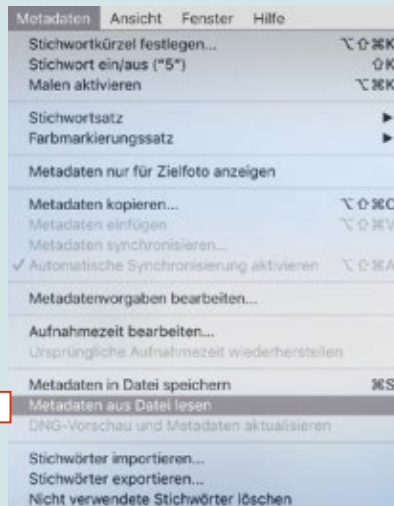 Metadaten Ansicht Fenster Hilfe
Stichwortkürzel festlegen... ⌥⇧⌘K
Stichwort ein/aus ("5") ⇧K
Malen aktivieren ⌥⌘K
Stichwortsatz ▶
Farbmarkierungssatz ▶
Metadaten nur für Zielfoto anzeigen
Metadaten kopieren... ⌥⇧⌘C
Metadaten einfügen ⌥⇧⌘V
Metadaten synchronisieren...
✓ Automatische Synchronisierung aktivieren ⌥⇧⌘A
Metadatenvorgaben bearbeiten...
Aufnahmezeit bearbeiten...
Ursprüngliche Aufnahmezeit wiederherstellen
Metadaten in Datei speichern ⌘S
Metadaten aus Datei lesen
DNG-Vorschau und Metadaten aktualisieren
Stichwörter importieren...
Stichwörter exportieren...
Nicht verwendete Stichwörter löschen